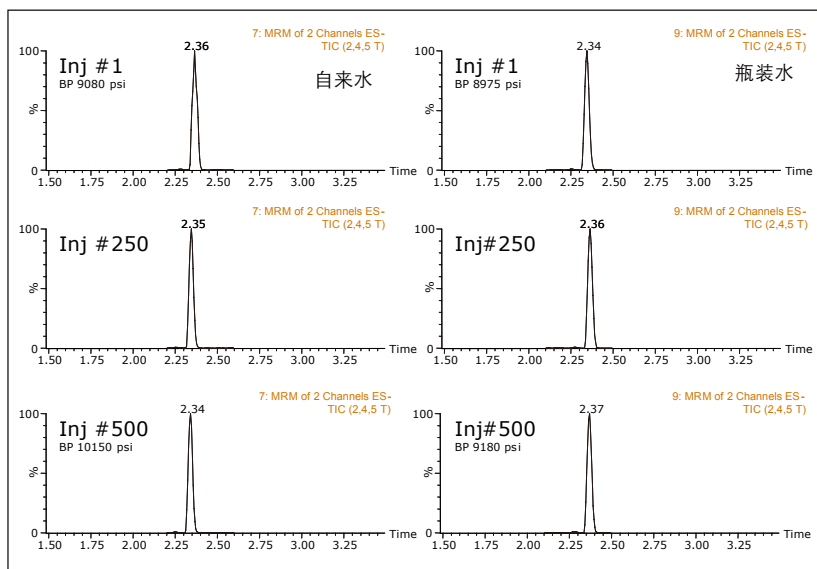 7: MRM of 2 Channels ES-
TIC (2,4,5 T)
2.36
100
Inj #1
BP 9080 psi
自来水
%
0
Time
1.50 1.75 2.00 2.25 2.50 2.75 3.00 3.25
9: MRM of 2 Channels ES-
TIC (2,4,5 T)
2.34
100
Inj #1
BP 8975 psi
瓶装水
%
0
Time
1.50 1.75 2.00 2.25 2.50 2.75 3.00 3.25
7: MRM of 2 Channels ES-
TIC (2,4,5 T)
2.35
100
Inj #250
%
0
Time
1.50 1.75 2.00 2.25 2.50 2.75 3.00 3.25
9: MRM of 2 Channels ES-
TIC (2,4,5 T)
2.36
100
Inj#250
%
0
Time
1.50 1.75 2.00 2.25 2.50 2.75 3.00 3.25
7: MRM of 2 Channels ES-
TIC (2,4,5 T)
2.34
100
Inj #500
BP 10150 psi
%
0
Time
1.50 1.75 2.00 2.25 2.50 2.75 3.00 3.25
9: MRM of 2 Channels ES-
TIC (2,4,5 T)
2.37
100
Inj#500
BP 9180 psi
%
0
Time
1.50 1.75 2.00 2.25 2.50 2.75 3.00 3.25